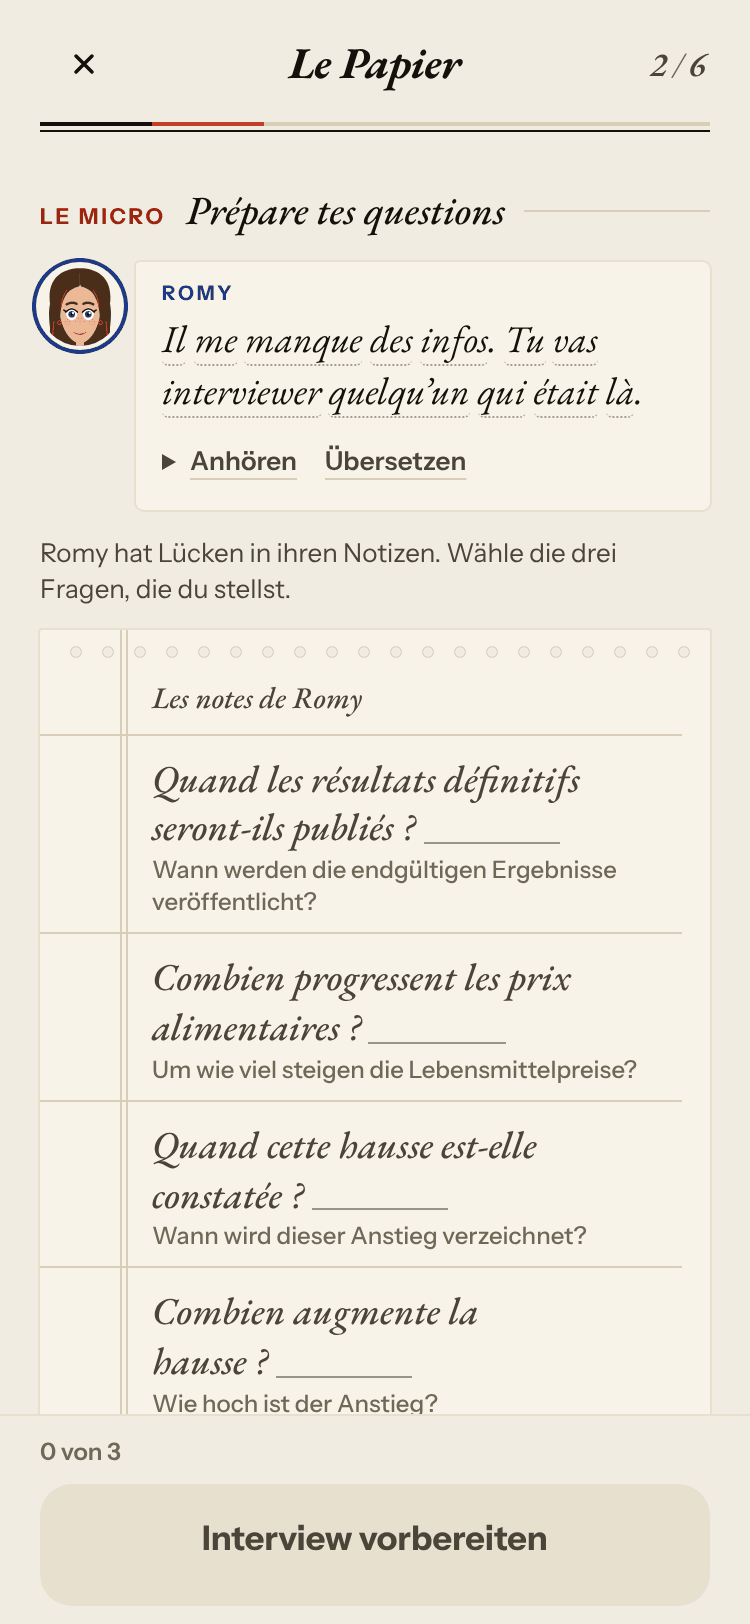 Le Papier
2 / 6
LE MICRO Prépare tes questions
ROMY
Il me manque des infos. Tu vas
interviewer quelqu’un qui était là.
Anhören Übersetzen
Romy hat Lücken in ihren Notizen. Wähle die drei
Fragen, die du stellst.
Les notes de Romy
Quand les résultats définitifs
seront-ils publiés ?
Wann werden die endgültigen Ergebnisse
veröffentlicht?
Combien progressent les prix
alimentaires ?
Um wie viel steigen die Lebensmittelpreise?
Quand cette hausse est-elle
constatée ?
Wann wird dieser Anstieg verzeichnet?
Combien augmente la
hausse ?
Wie hoch ist der Anstieg?
0 von 3
Interview vorbereiten